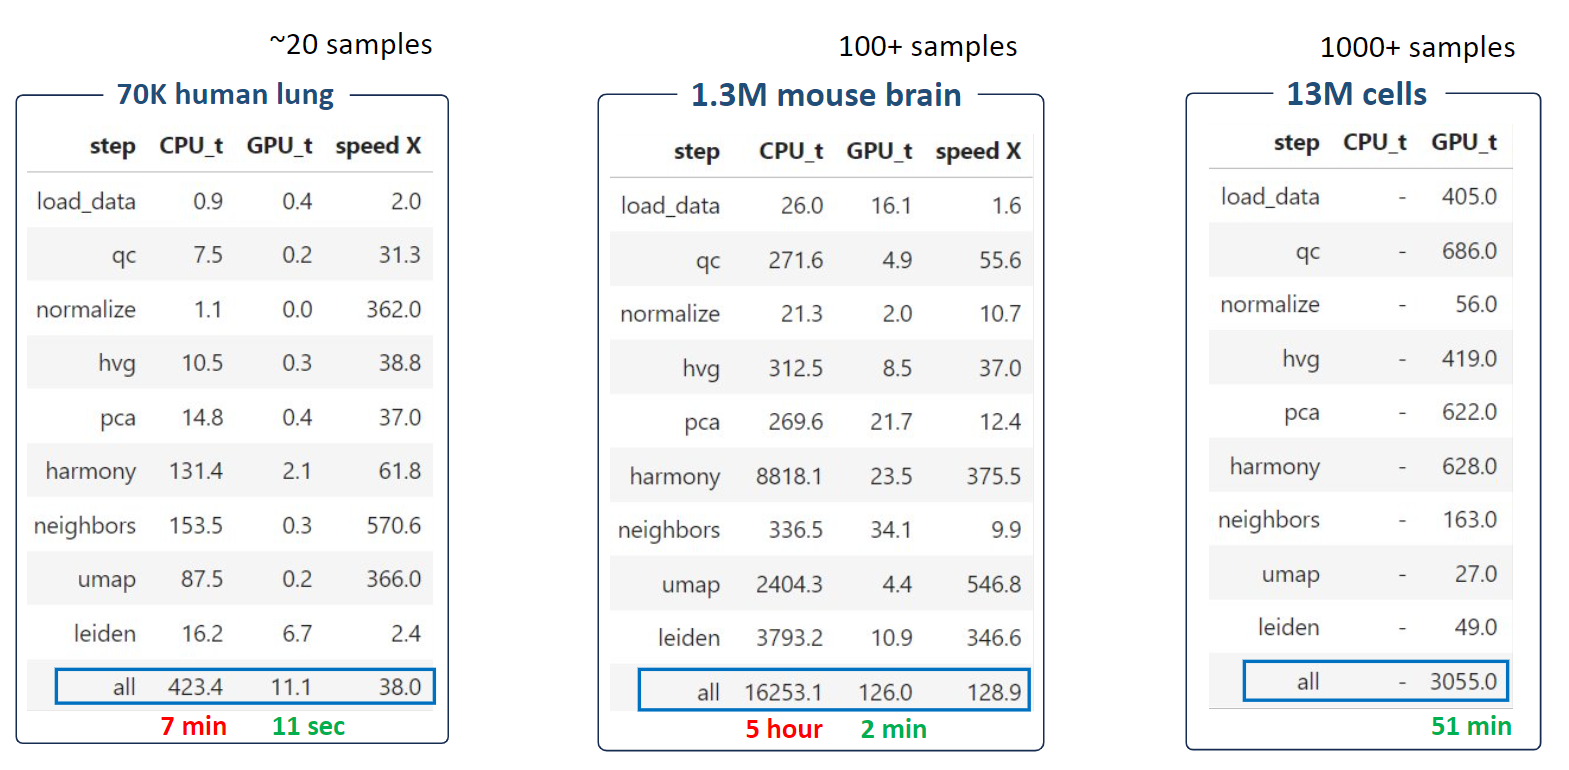 ~20 samples
70K human lung
step CPU_t GPU_t speed X
load_data 0.9 0.4 2.0
qc 7.5 0.2 31.3
normalize 1.1 0.0 362.0
hvg 10.5 0.3 38.8
pca 14.8 0.4 37.0
harmony 131.4 2.1 61.8
neighbors 153.5 0.3 570.6
umap 87.5 0.2 366.0
leiden 16.2 6.7 2.4
all 423.4 11.1 38.0
7 min 11 sec
100+ samples
1.3M mouse brain
step CPU_t GPU_t speed X
load_data 26.0 16.1 1.6
qc 271.6 4.9 55.6
normalize 21.3 2.0 10.7
hvg 312.5 8.5 37.0
pca 269.6 21.7 12.4
harmony 8818.1 23.5 375.5
neighbors 336.5 34.1 9.9
umap 2404.3 4.4 546.8
leiden 3793.2 10.9 346.6
all 16253.1 126.0 128.9
5 hour 2 min
1000+ samples
13M cells
step CPU_t GPU_t
load_data - 405.0
qc - 686.0
normalize - 56.0
hvg - 419.0
pca - 622.0
harmony - 628.0
neighbors - 163.0
umap - 27.0
leiden - 49.0
all - 3055.0
51 min